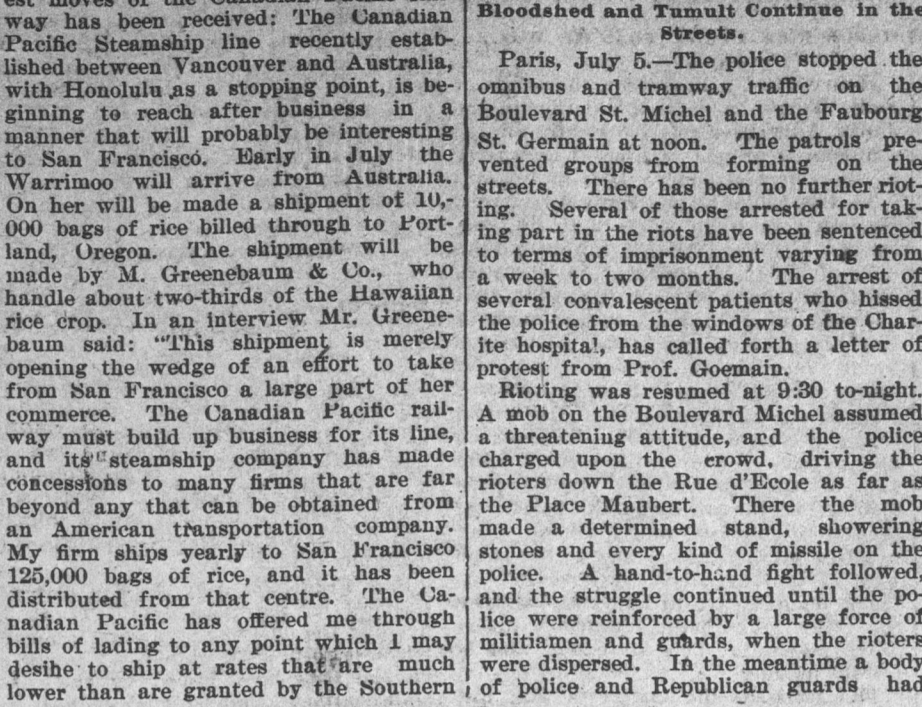 est moves of the Canadian
way has been received: The Canadian
Pacific Steamship line recently estab-
lished between Vancouver and Australia,
with Honolulu as a stopping point, is be-
ginning to reach after business in a
manner that will probably be interesting
to San Francisco. Early in July the
Warrimoo will arrive from Australia.
On her will be made a shipment of 10,-
000 bags of rice billed through to Port-
land, Oregon. The shipment will be
made by M. Greenebaum & Co., who
handle about two-thirds of the Hawaiian
rice crop. In an interview Mr. Greene-
baum said: "This shipment is merely
opening the wedge of an effort to take
from San Francisco a large part of her
commerce. The Canadian Pacific rail-
way must build up business for its line,
and its steamship company has made
concessions to many firms that are far
beyond any that can be obtained from
an American transportation company.
My firm ships yearly to San Francisco
125,000 bags of rice, and it has been
distributed from that centre. The Ca-
nadian Pacific has offered me through
bills of lading to any point which I may
desihe to ship at rates that are much
lower than are granted by the Southern
Bloodshed and Tumult Continue in the
Streets.
Paris, July 5.—The police stopped the
omnibus and tramway traffic on the
Boulevard St. Michel and the Faubourg
St. Germain at noon. The patrols pre-
vented groups from forming on the
streets. There has been no further riot-
ing. Several of those arrested for tak-
ing part in the riots have been sentenced
to terms of imprisonment varying from
a week to two months. The arrest of
several convalescent patients who hissed
the police from the windows of the Char-
ite hospital, has called forth a letter of
protest from Prof. Goemain.
Rioting was resumed at 9:30 to-night.
A mob on the Boulevard Michel assumed
a threatening attitude, and the police
charged upon the crowd, driving the
rioters down the Rue d'Ecole as far as
the Place Maubert. There the mob
made a determined stand, showering
stones and every kind of missile on the
police. A hand-to-hand fight followed,
and the struggle continued until the po-
lice were reinforced by a large force of
militiamen and guards, when the rioters
were dispersed. In the meantime a body
of police and Republican guards had